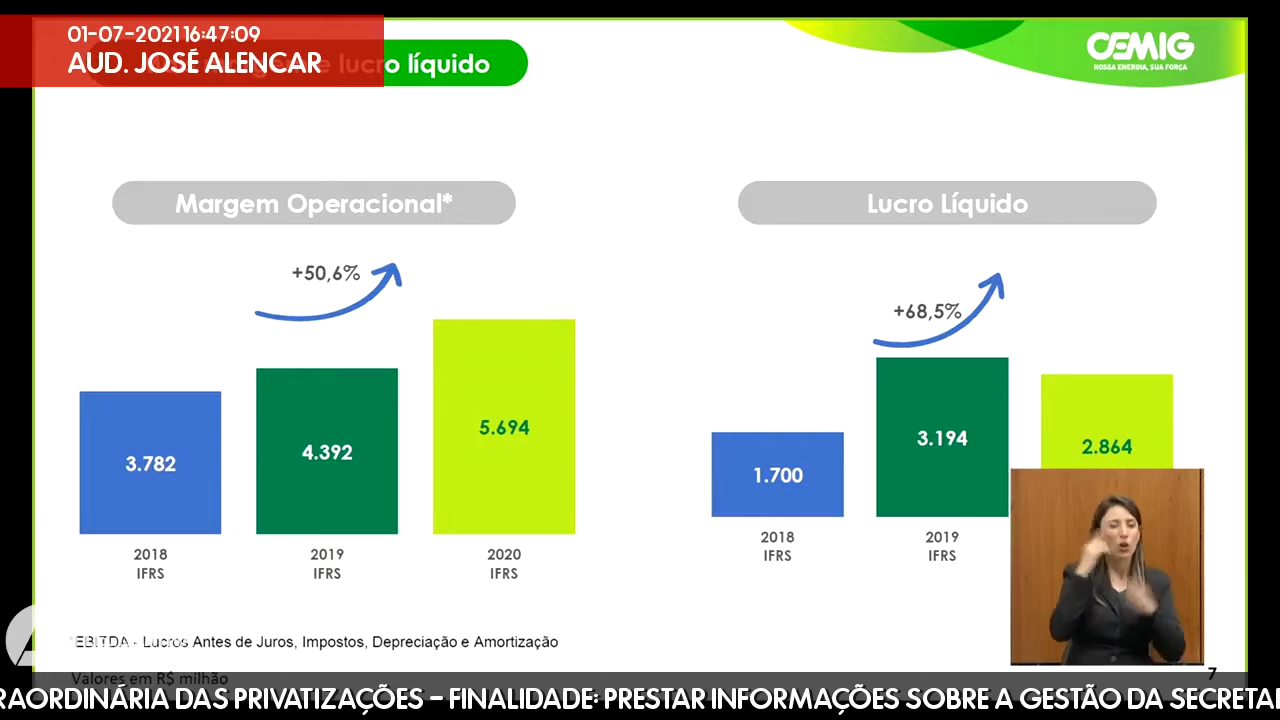 01-07-2021 16:47:09
AUD. JOSÉ ALENCAR
lucro líquido
CEMIG
NOSSA ENERGIA, SUA FORÇA
Margem Operacional*
Lucro Líquido
+50,6%
+68,5%
3.782
4.392
5.694
1.700
3.194
2.864
2018
IFRS
2019
IFRS
2020
IFRS
2018
IFRS
2019
IFRS
*EBITDA - Lucros Antes de Juros, Impostos, Depreciação e Amortização
Valores em R$ milhão
7
RAORDINÁRIA DAS PRIVATIZAÇÕES – FINALIDADE: PRESTAR INFORMAÇÕES SOBRE A GESTÃO DA SECRETA